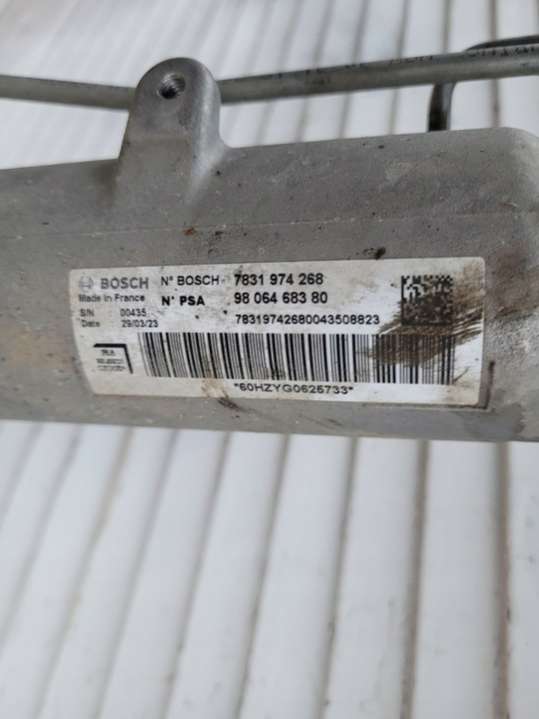 BOSCH N° BOSCH- 7831 974 268
Made In France N° PSA 98 064 683 80
S/N 00435
Date 29/03/23 78319742680043508823
*60HZYG0625733*